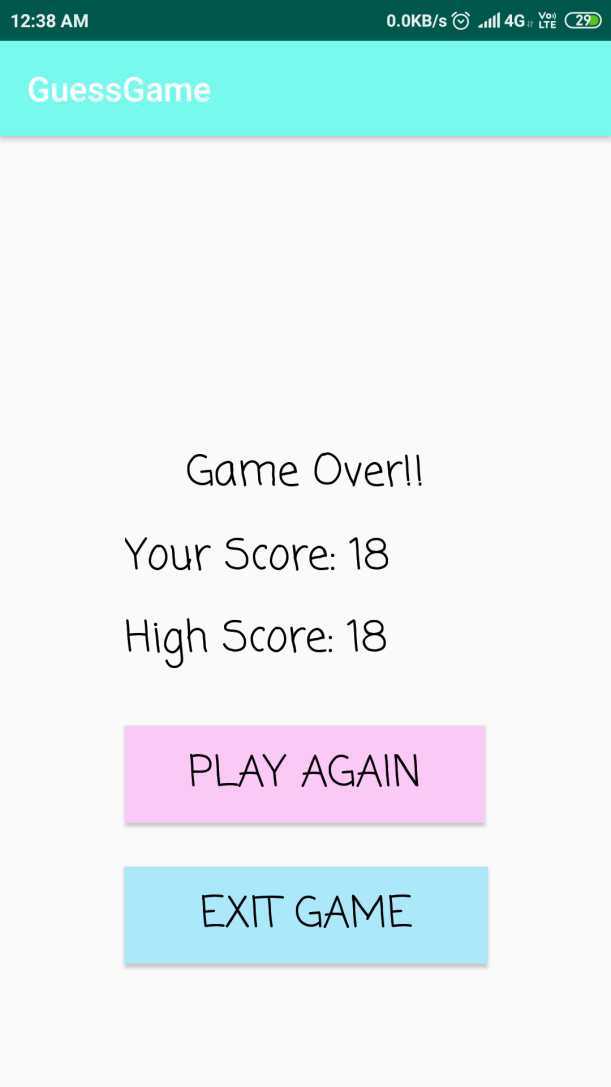 12:38 AM 0.0KB/s 4G Vo)) LTE 29
GuessGame
Game Over!!
Your Score: 18
High Score: 18
PLAY AGAIN
EXIT GAME